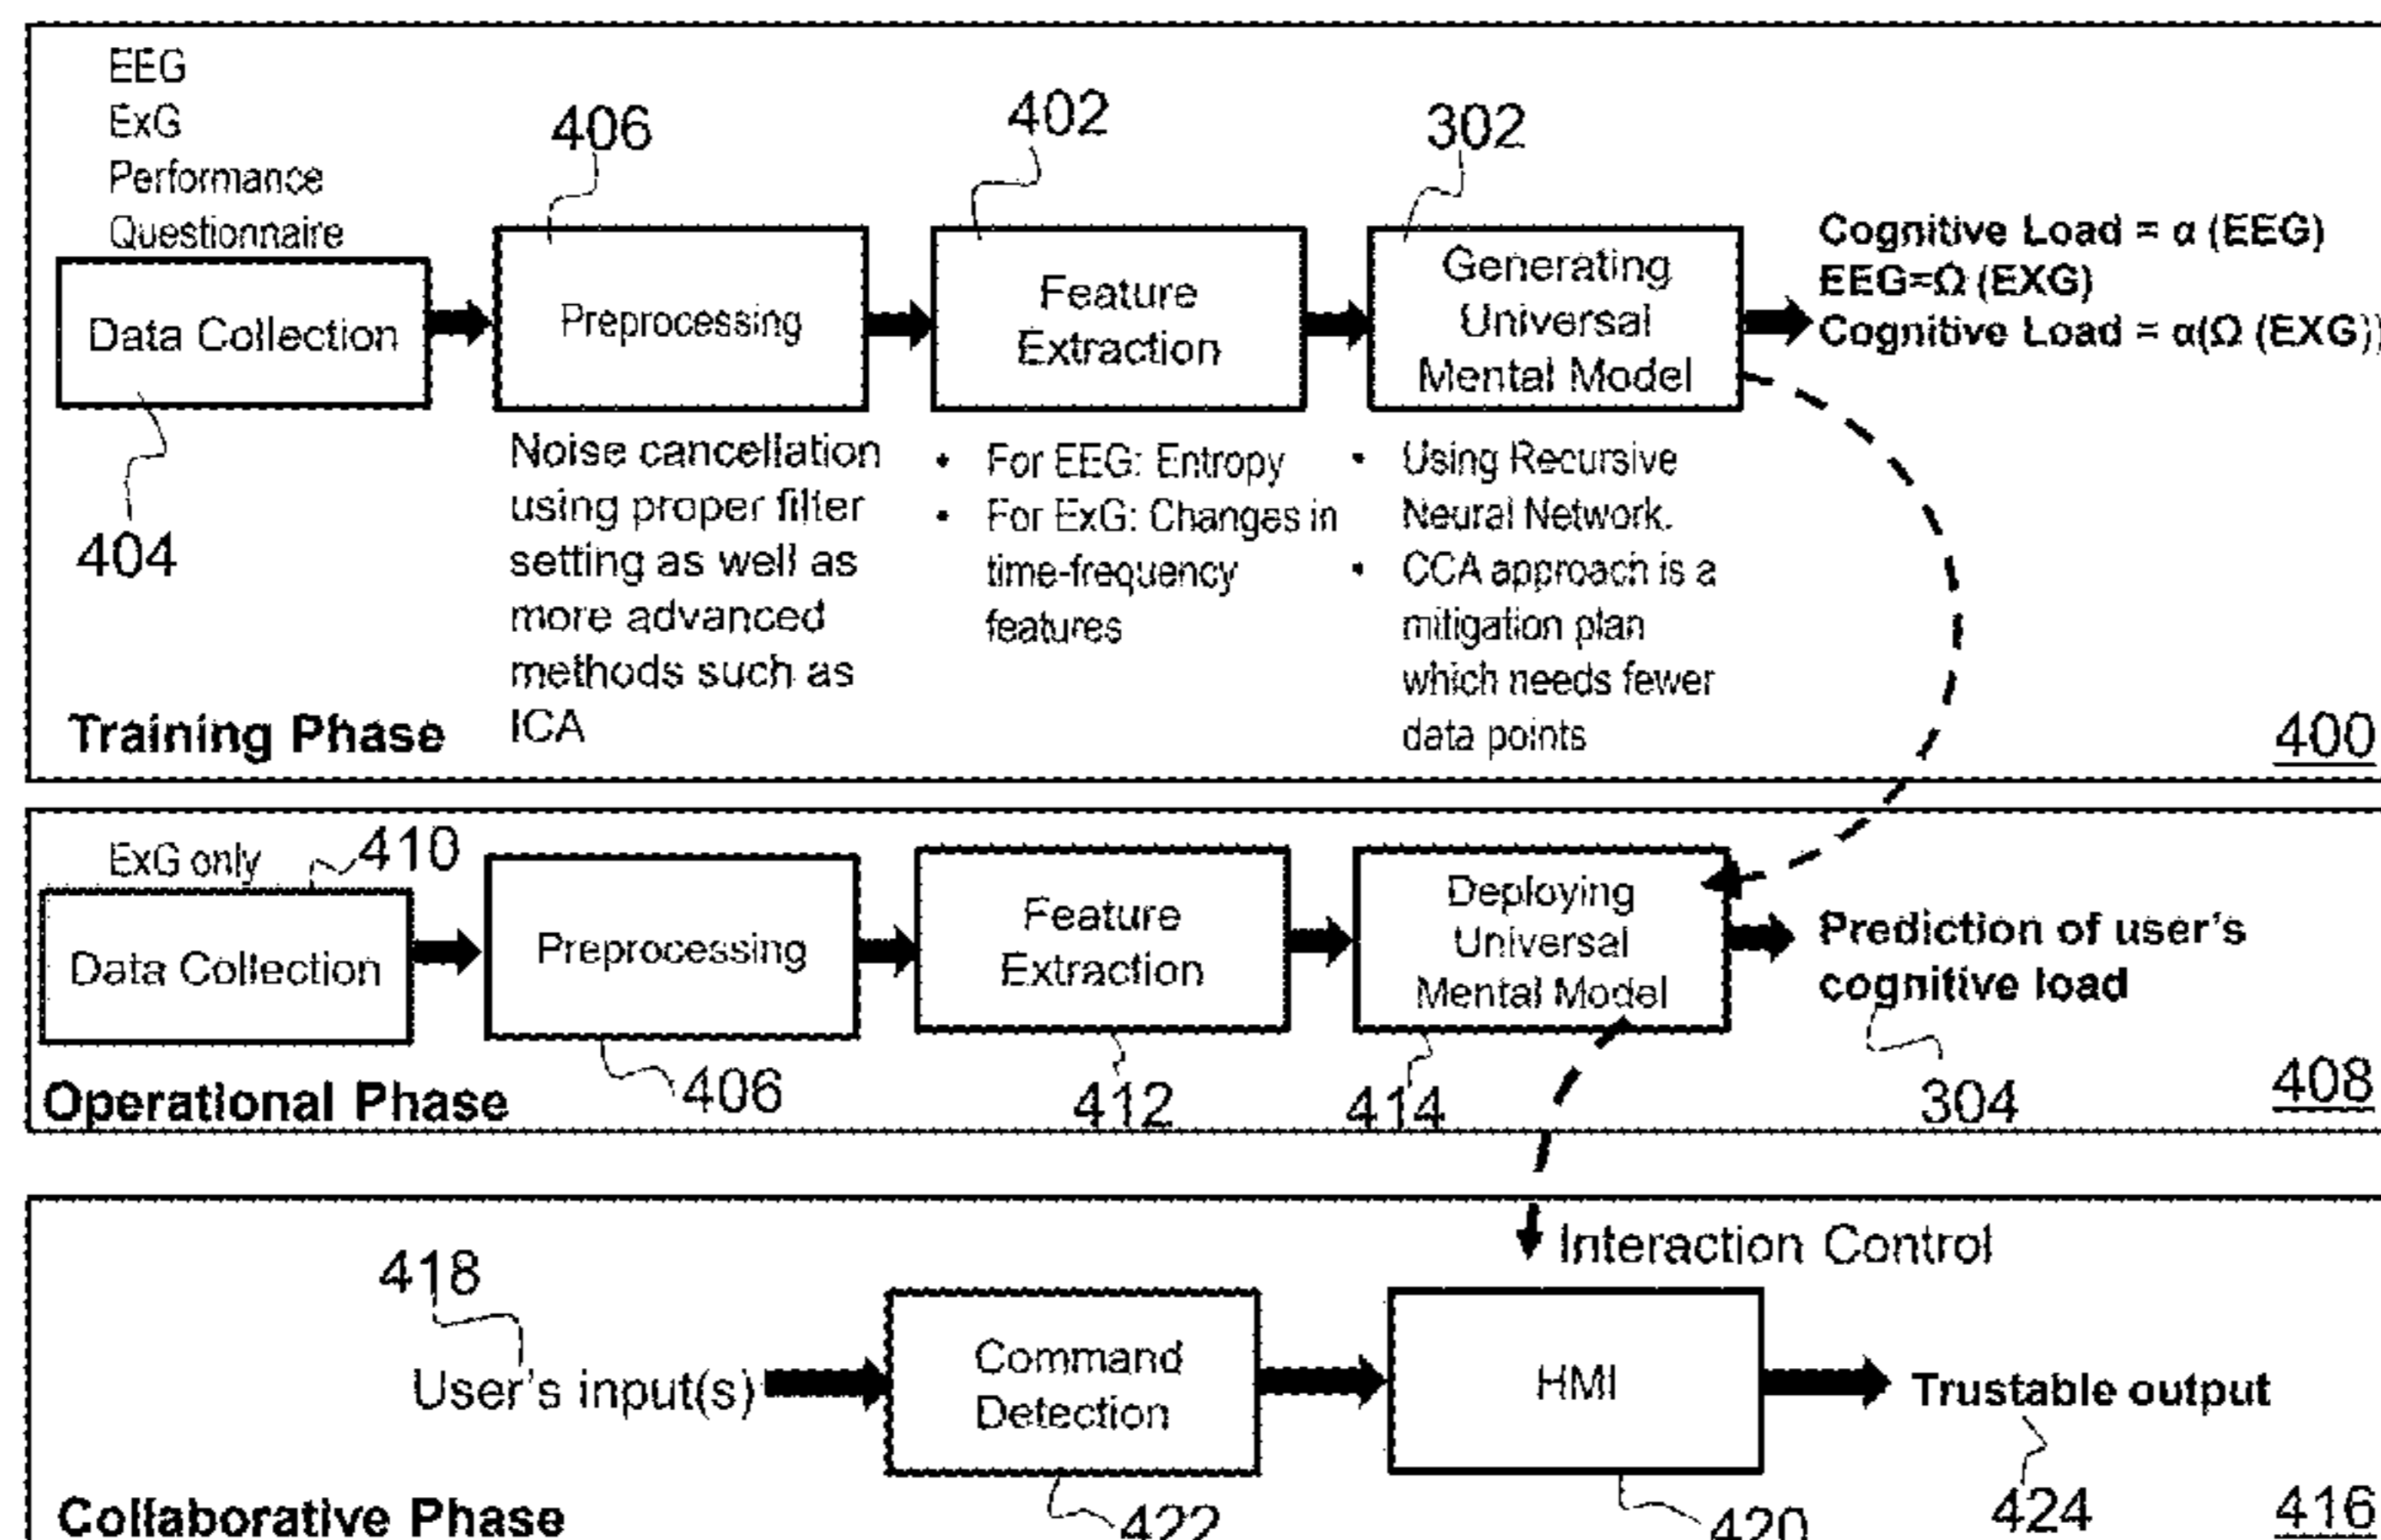 EEG
ExG
Performance
Questionnaire
406
402
302
Data Collection
Preprocessing
Feature
Extraction
Generating
Universal
Mental Model
Cognitive Load = α (EEG)
EEG=Ω (EXG)
Cognitive Load = α(Ω (EXG))
404
Noise cancellation
using proper filter
setting as well as
more advanced
methods such as
ICA
• For EEG: Entropy
• For ExG: Changes in
time-frequency
features
• Using Recursive
Neural Network.
• CCA approach is a
mitigation plan
which needs fewer
data points
Training Phase
400
ExG only
410
Data Collection
Preprocessing
Feature
Extraction
Deploying
Universal
Mental Model
Prediction of user's
cognitive load
Operational Phase
406
412
414
304
408
Interaction Control
418
User's input(s)
Command
Detection
HMI
Trustable output
Collaborative Phase
422
420
424
416